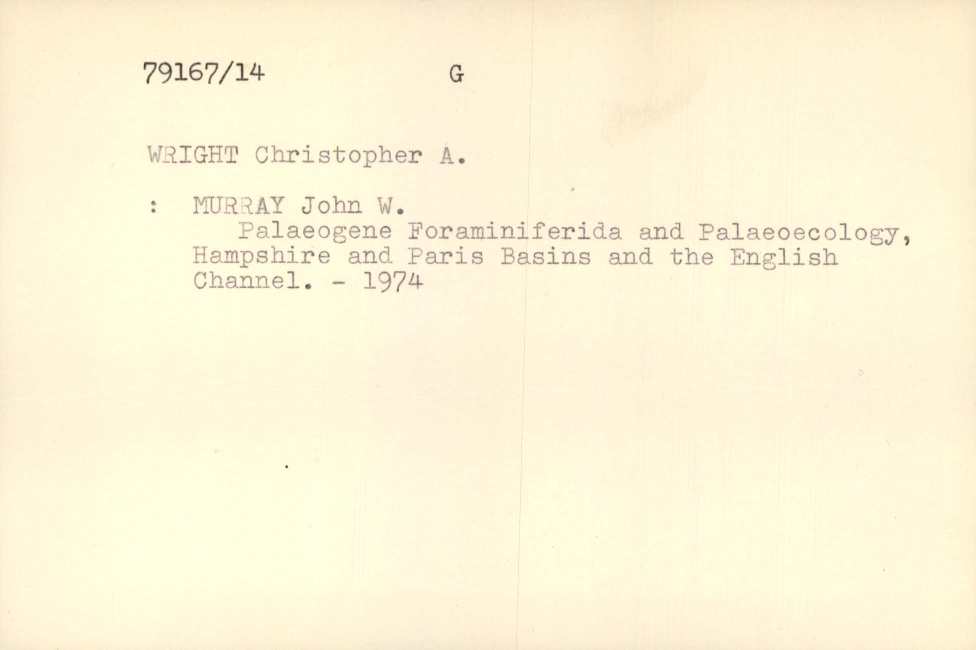 79167/14 G
WRIGHT Christopher A.
: MURRAY John W.
Palaeogene Foraminiferida and Palaeoecology,
Hampshire and Paris Basins and the English
Channel. - 1974